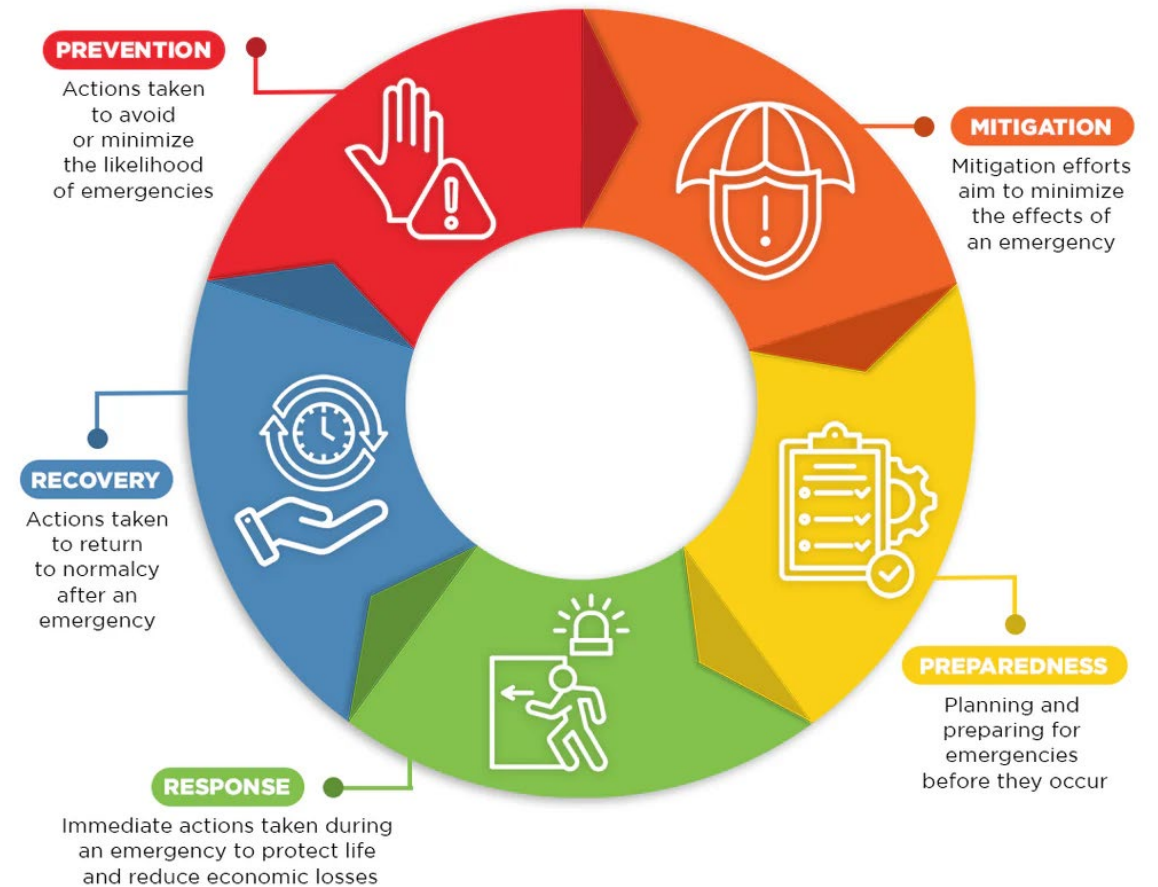 PREVENTION
Actions taken
to avoid
or minimize
the likelihood
of emergencies
MITIGATION
Mitigation efforts
aim to minimize
the effects of
an emergency
PREPAREDNESS
Planning and
preparing for
emergencies
before they occur
RESPONSE
Immediate actions taken during
an emergency to protect life
and reduce economic losses
RECOVERY
Actions taken
to return
to normalcy
after an
emergency